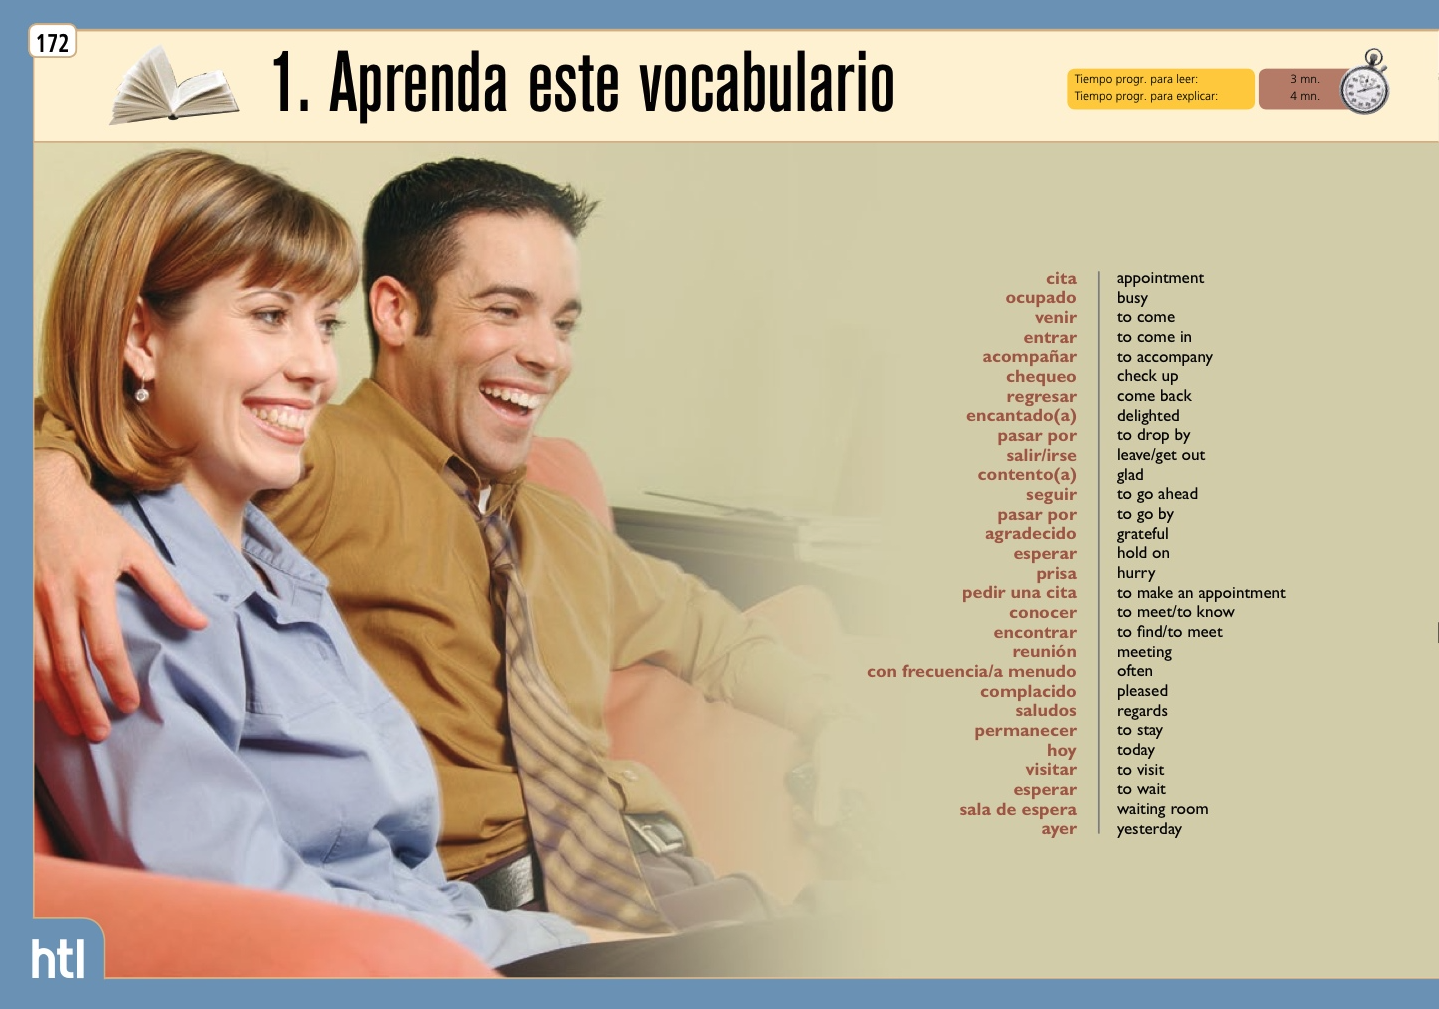 172
1. Aprenda este vocabulario
Tiempo progr. para leer: 3 mn.
Tiempo progr. para explicar: 4 mn.
cita appointment
ocupado busy
venir to come
entrar to come in
acompañar to accompany
chequeo check up
regresar come back
encantado(a) delighted
pasar por to drop by
salir/irse leave/get out
contento(a) glad
seguir to go ahead
pasar por to go by
agradecido grateful
esperar hold on
prisa hurry
pedir una cita to make an appointment
conocer to meet/to know
encontrar to find/to meet
reunión meeting
con frecuencia/a menudo often
complacido pleased
saludos regards
permanecer to stay
hoy today
visitar to visit
esperar to wait
sala de espera waiting room
ayer yesterday
htl